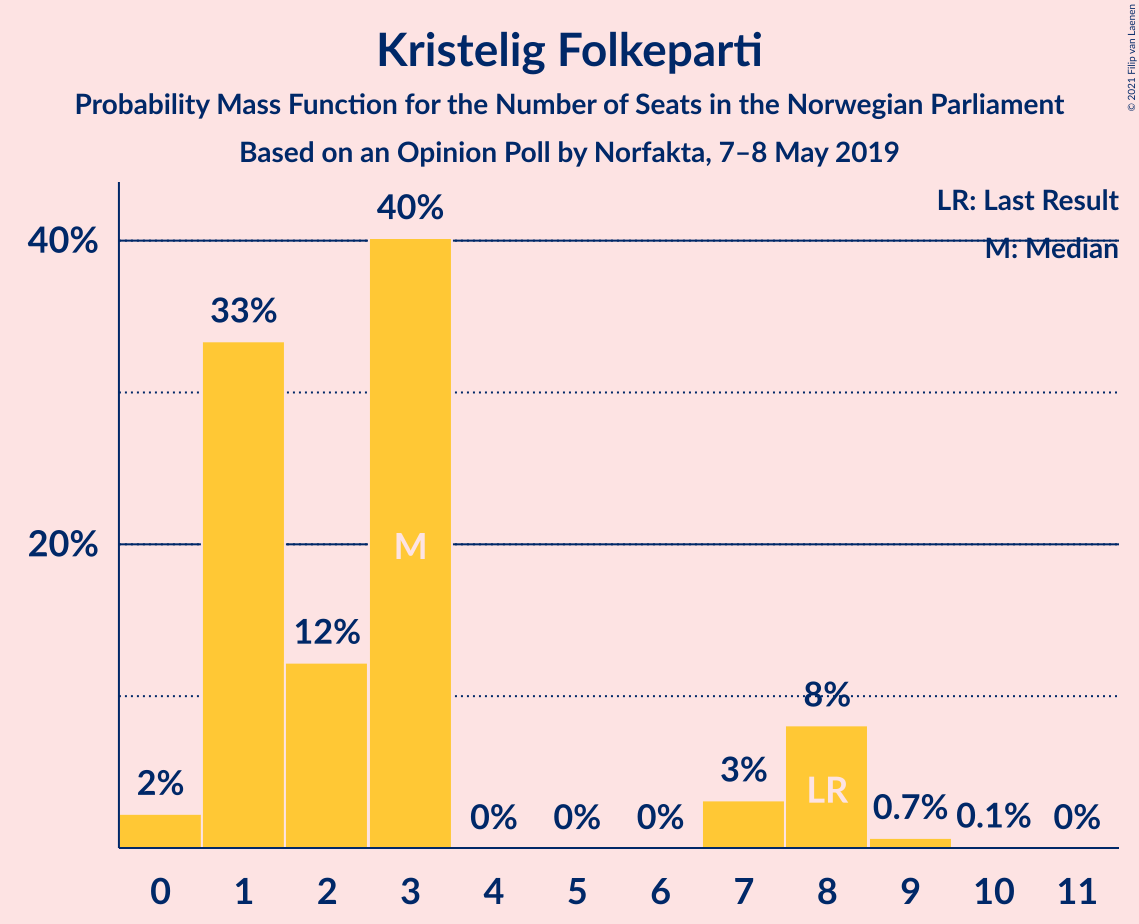 © 2021 Filip van Laenen
Kristelig Folkeparti
Probability Mass Function for the Number of Seats in the Norwegian Parliament
Based on an Opinion Poll by Norfakta, 7–8 May 2019
LR: Last Result
M: Median
40%
20%
2%
33%
12%
40%
0%
0%
0%
3%
8%
0.7%
0.1%
0%
M
LR
0 1 2 3 4 5 6 7 8 9 10 11